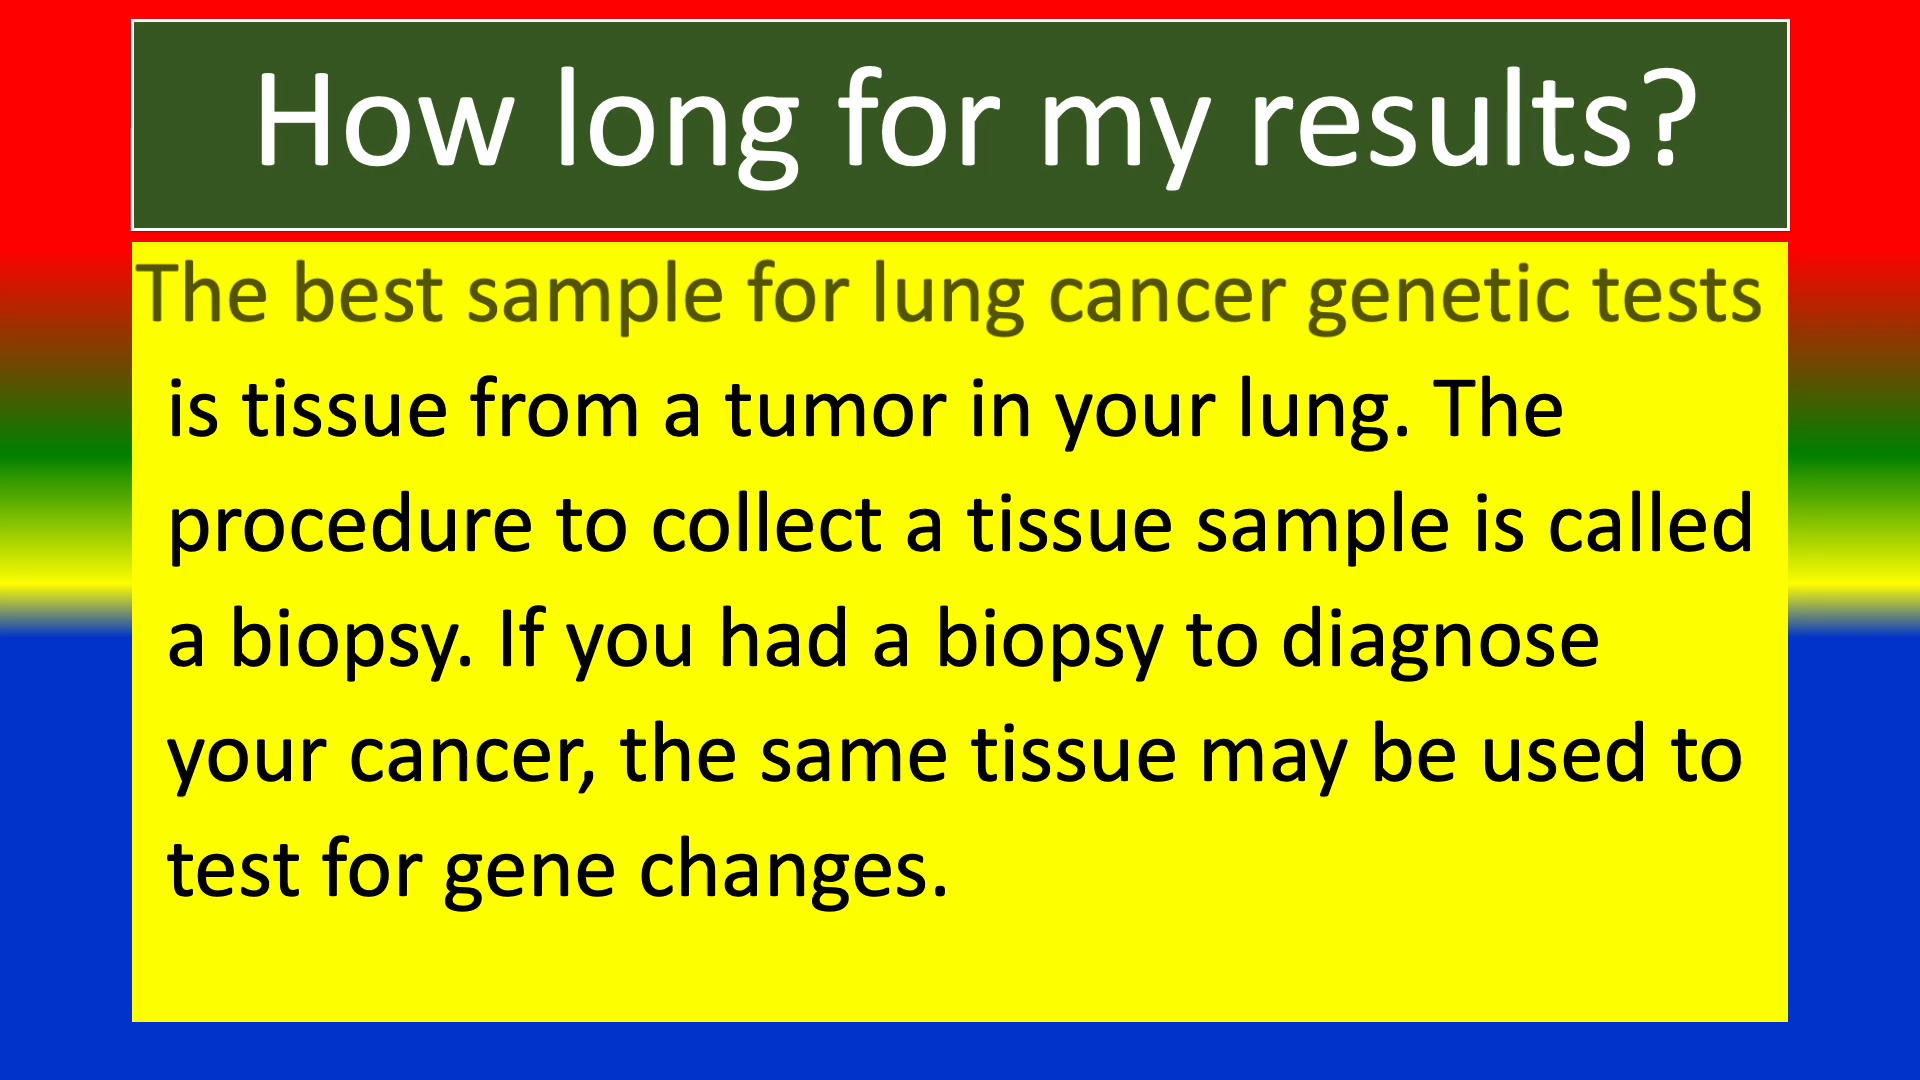 How long for my results?
The best sample for lung cancer genetic tests
is tissue from a tumor in your lung. The
procedure to collect a tissue sample is called
a biopsy. If you had a biopsy to diagnose
your cancer, the same tissue may be used to
test for gene changes.